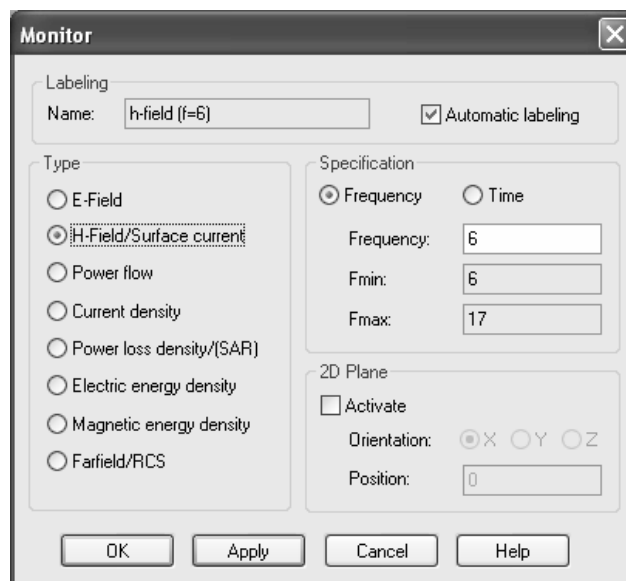 Monitor
Labeling
Name: h-field (f=6) Automatic labeling
Type
E-Field
H-Field/Surface current
Power flow
Current density
Power loss density/(SAR)
Electric energy density
Magnetic energy density
Farfield/RCS
Specification
Frequency Time
Frequency: 6
Fmin: 6
Fmax: 17
2D Plane
Activate
Orientation: X Y Z
Position: 0
OK Apply Cancel Help